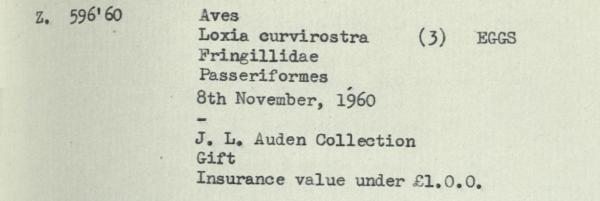 Z. 596'60 Aves
Loxia curvirostra (3) EGGS
Fringillidae
Passeriformes
8th November, 1960
-
J. L. Auden Collection
Gift
Insurance value under £1.0.0.